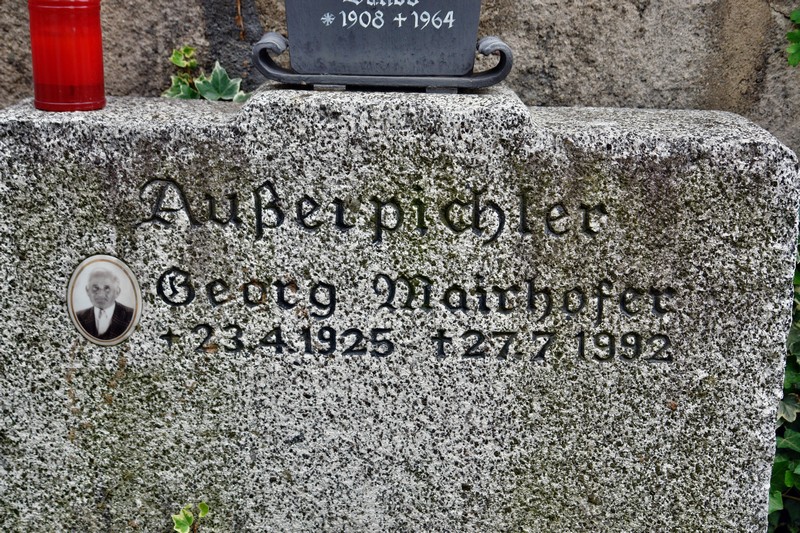 * 1908 + 1964
Außerpichler
Georg Mairhofer
+ 23.4.1925 + 27.7.1992